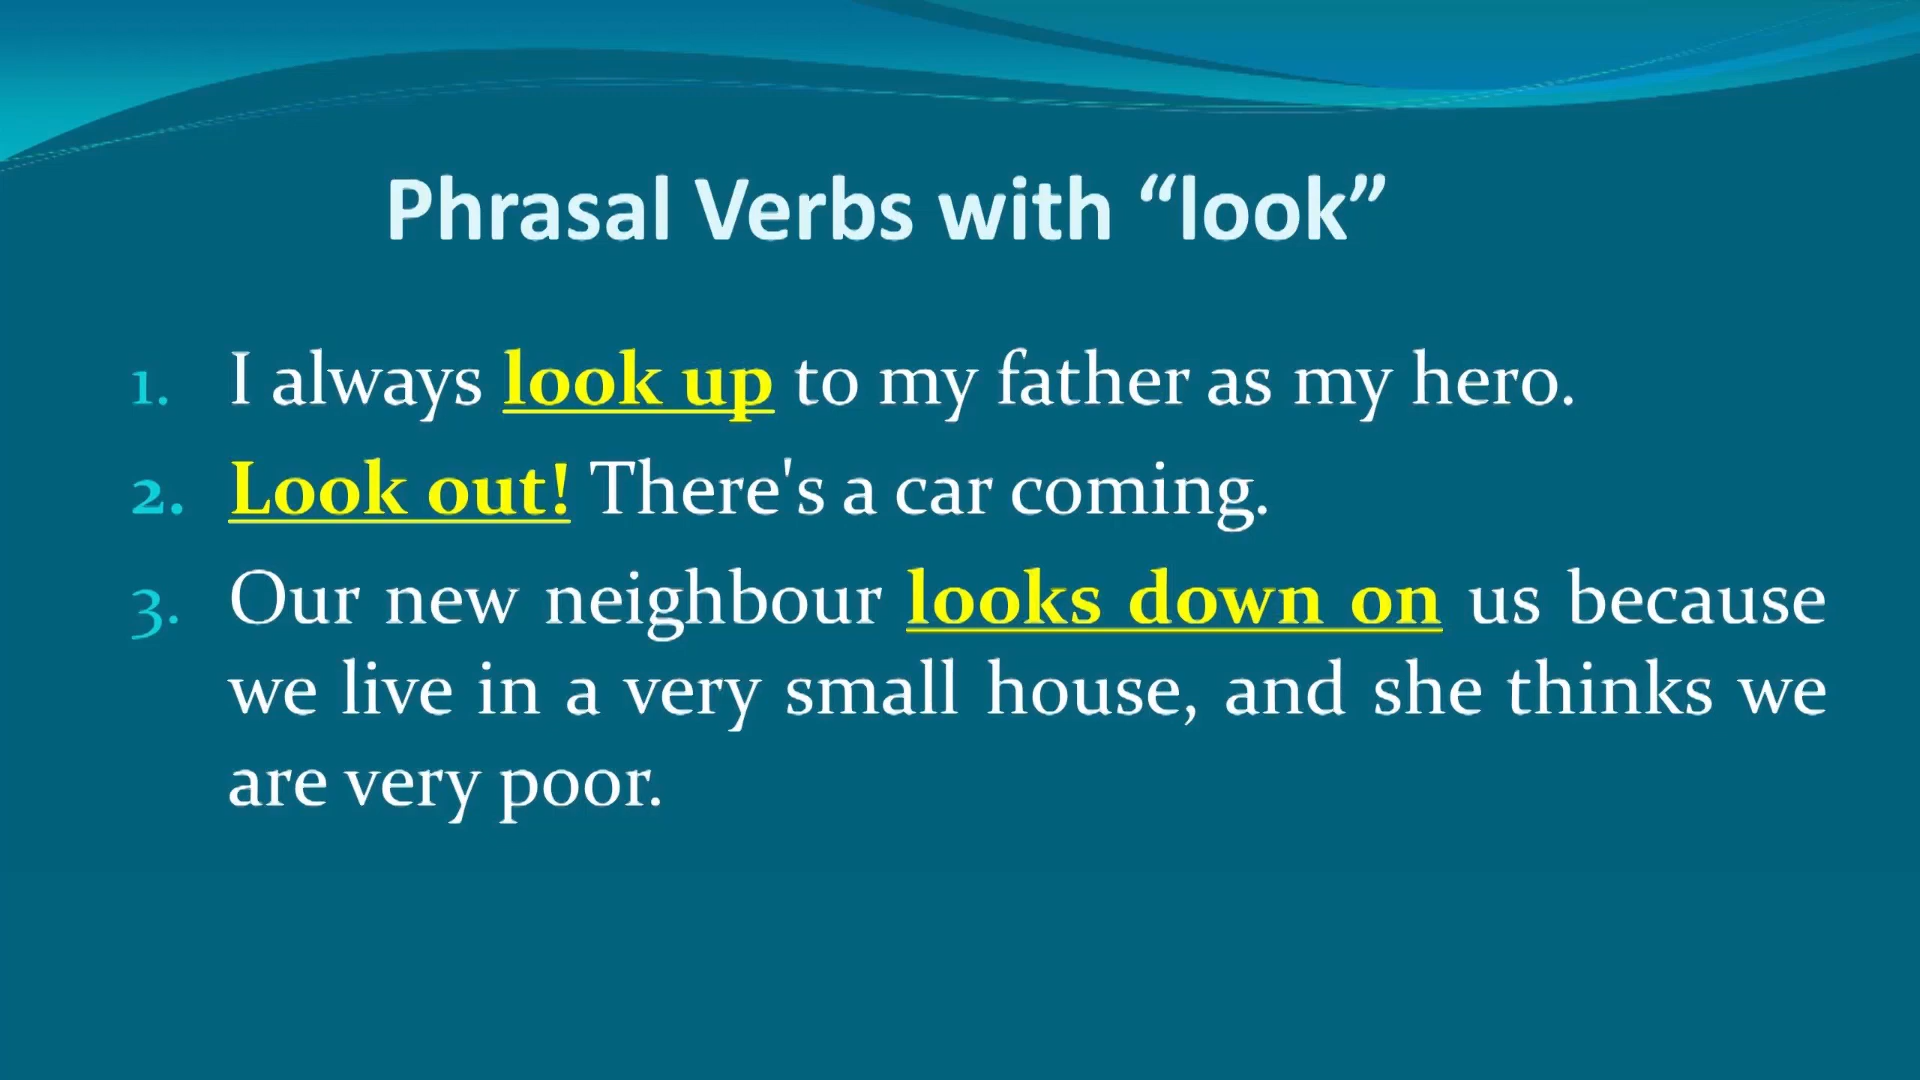 Phrasal Verbs with “look”
1. I always look up to my father as my hero.
2. Look out! There's a car coming.
3. Our new neighbour looks down on us because
we live in a very small house, and she thinks we
are very poor.